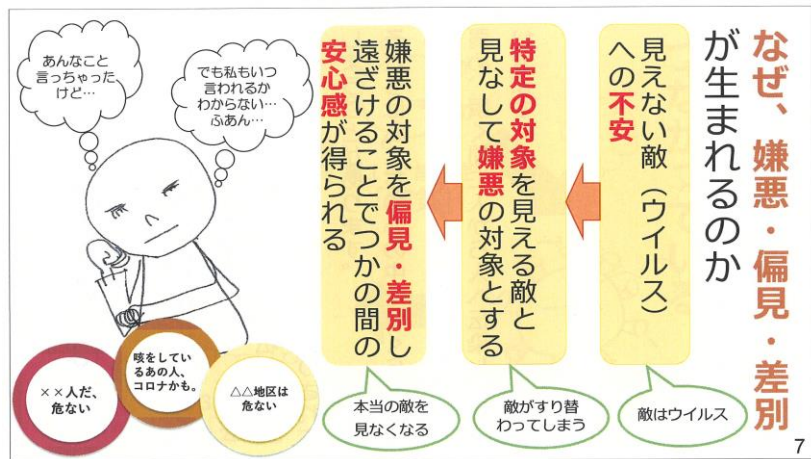 なぜ、嫌悪・偏見・差別
が生まれるのか
見えない敵（ウイルス）
への不安
敵はウイルス
特定の対象を見える敵と
見なして嫌悪の対象とする
敵がすり替
わってしまう
嫌悪の対象を偏見・差別し
遠ざけることでつかの間の
安心感が得られる
本当の敵を
見なくなる
でも私もいつ
言われるか
わからない…
ふあん…
あんなこと
言っちゃった
けど…
△△地区は
危ない
咳をしてい
るあの人、
コロナかも。
××人だ、
危ない
7